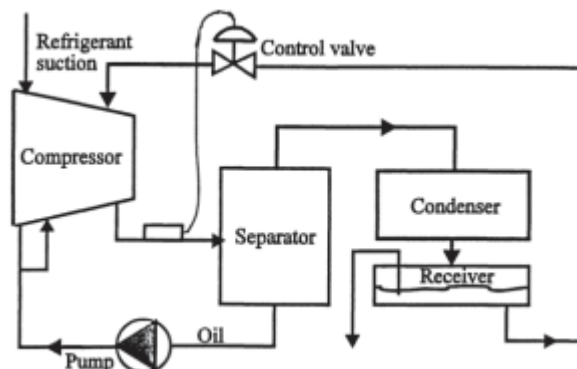 Refrigerant
suction
Control valve
Compressor
Separator
Condenser
Receiver
Oil
Pump